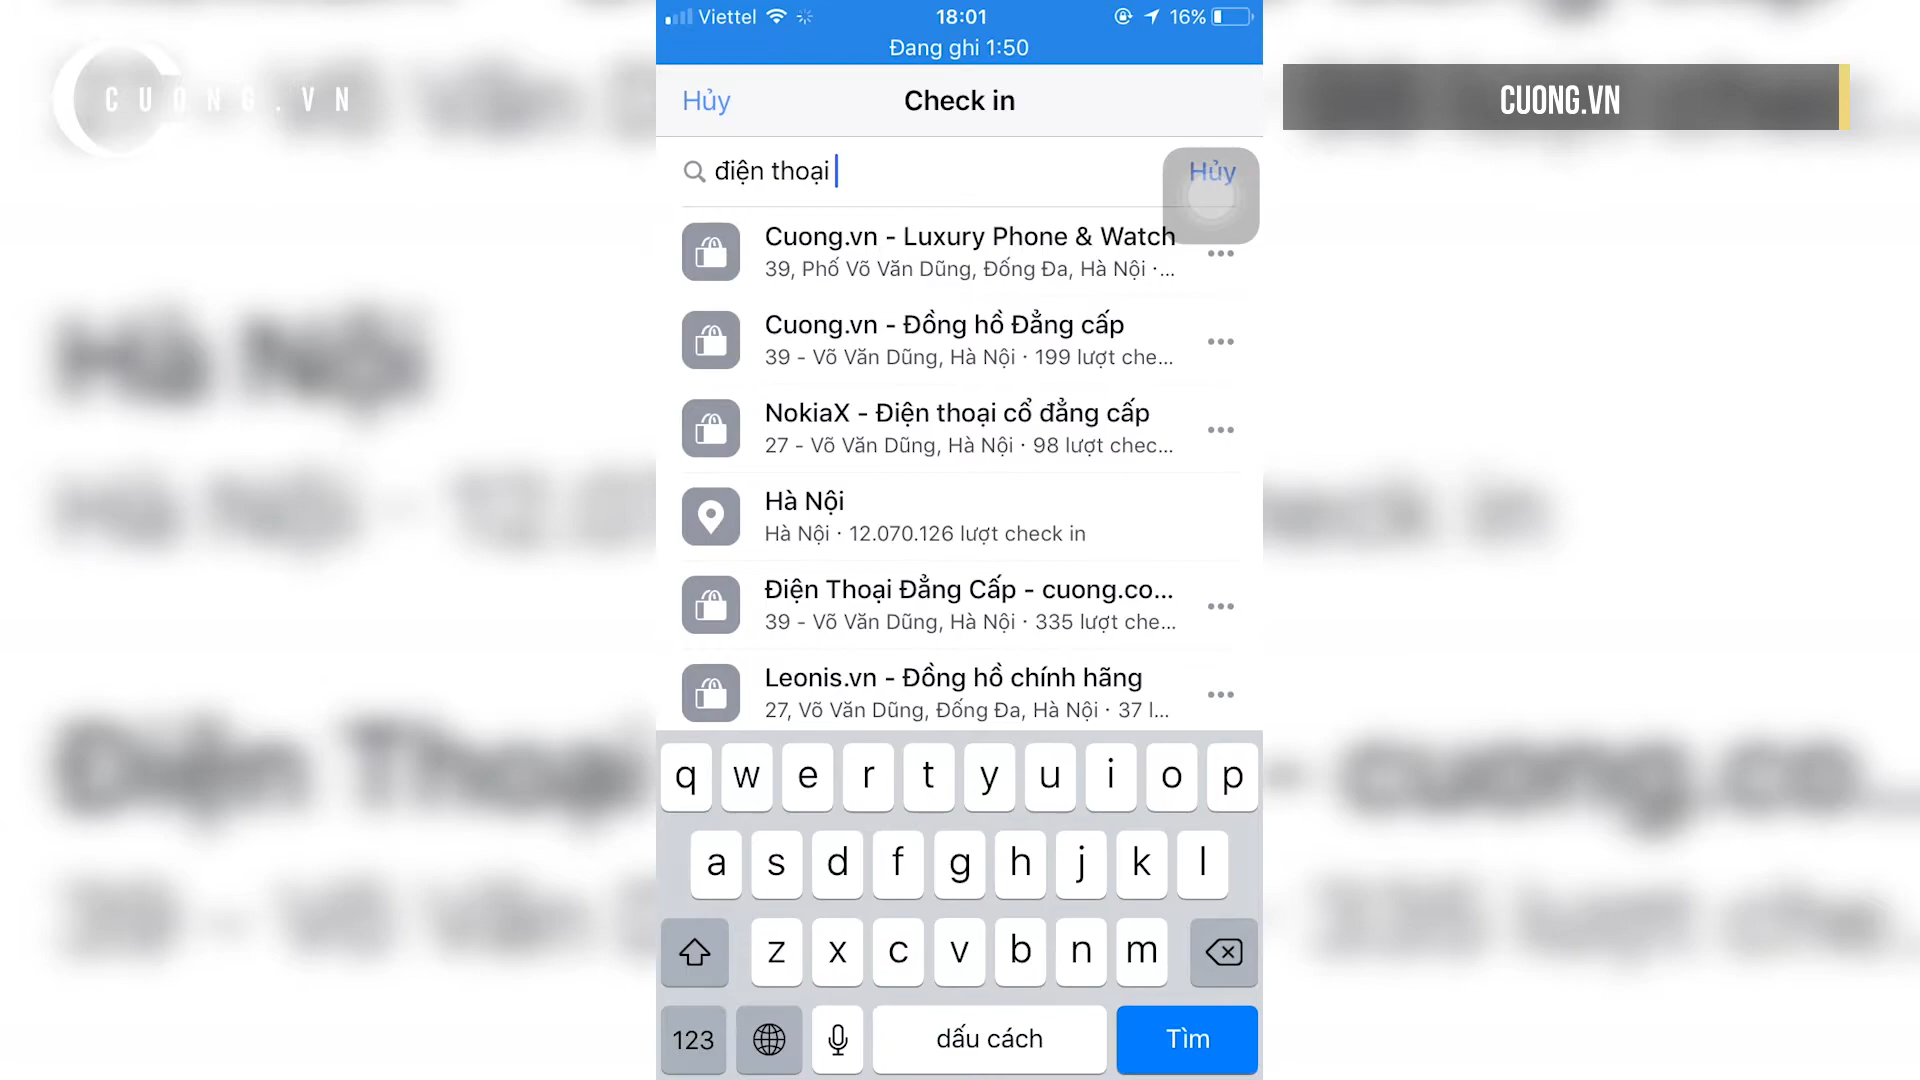 Viettel 18:01 16%
Đang ghi 1:50
CUONG.VN
CUONG.VN
Hủy Check in
điện thoại Hủy
Cuong.vn - Luxury Phone & Watch
39, Phố Võ Văn Dũng, Đống Đa, Hà Nội ·...
Cuong.vn - Đồng hồ Đẳng cấp
39 - Võ Văn Dũng, Hà Nội · 199 lượt che...
NokiaX - Điện thoại cổ đẳng cấp
27 - Võ Văn Dũng, Hà Nội · 98 lượt chec...
Hà Nội
Hà Nội · 12.070.126 lượt check in
Điện Thoại Đẳng Cấp - cuong.co...
39 - Võ Văn Dũng, Hà Nội · 335 lượt che...
Leonis.vn - Đồng hồ chính hãng
27, Võ Văn Dũng, Đống Đa, Hà Nội · 37 l...
q w e r t y u i o p
a s d f g h j k l
z x c v b n m
123 dấu cách Tìm